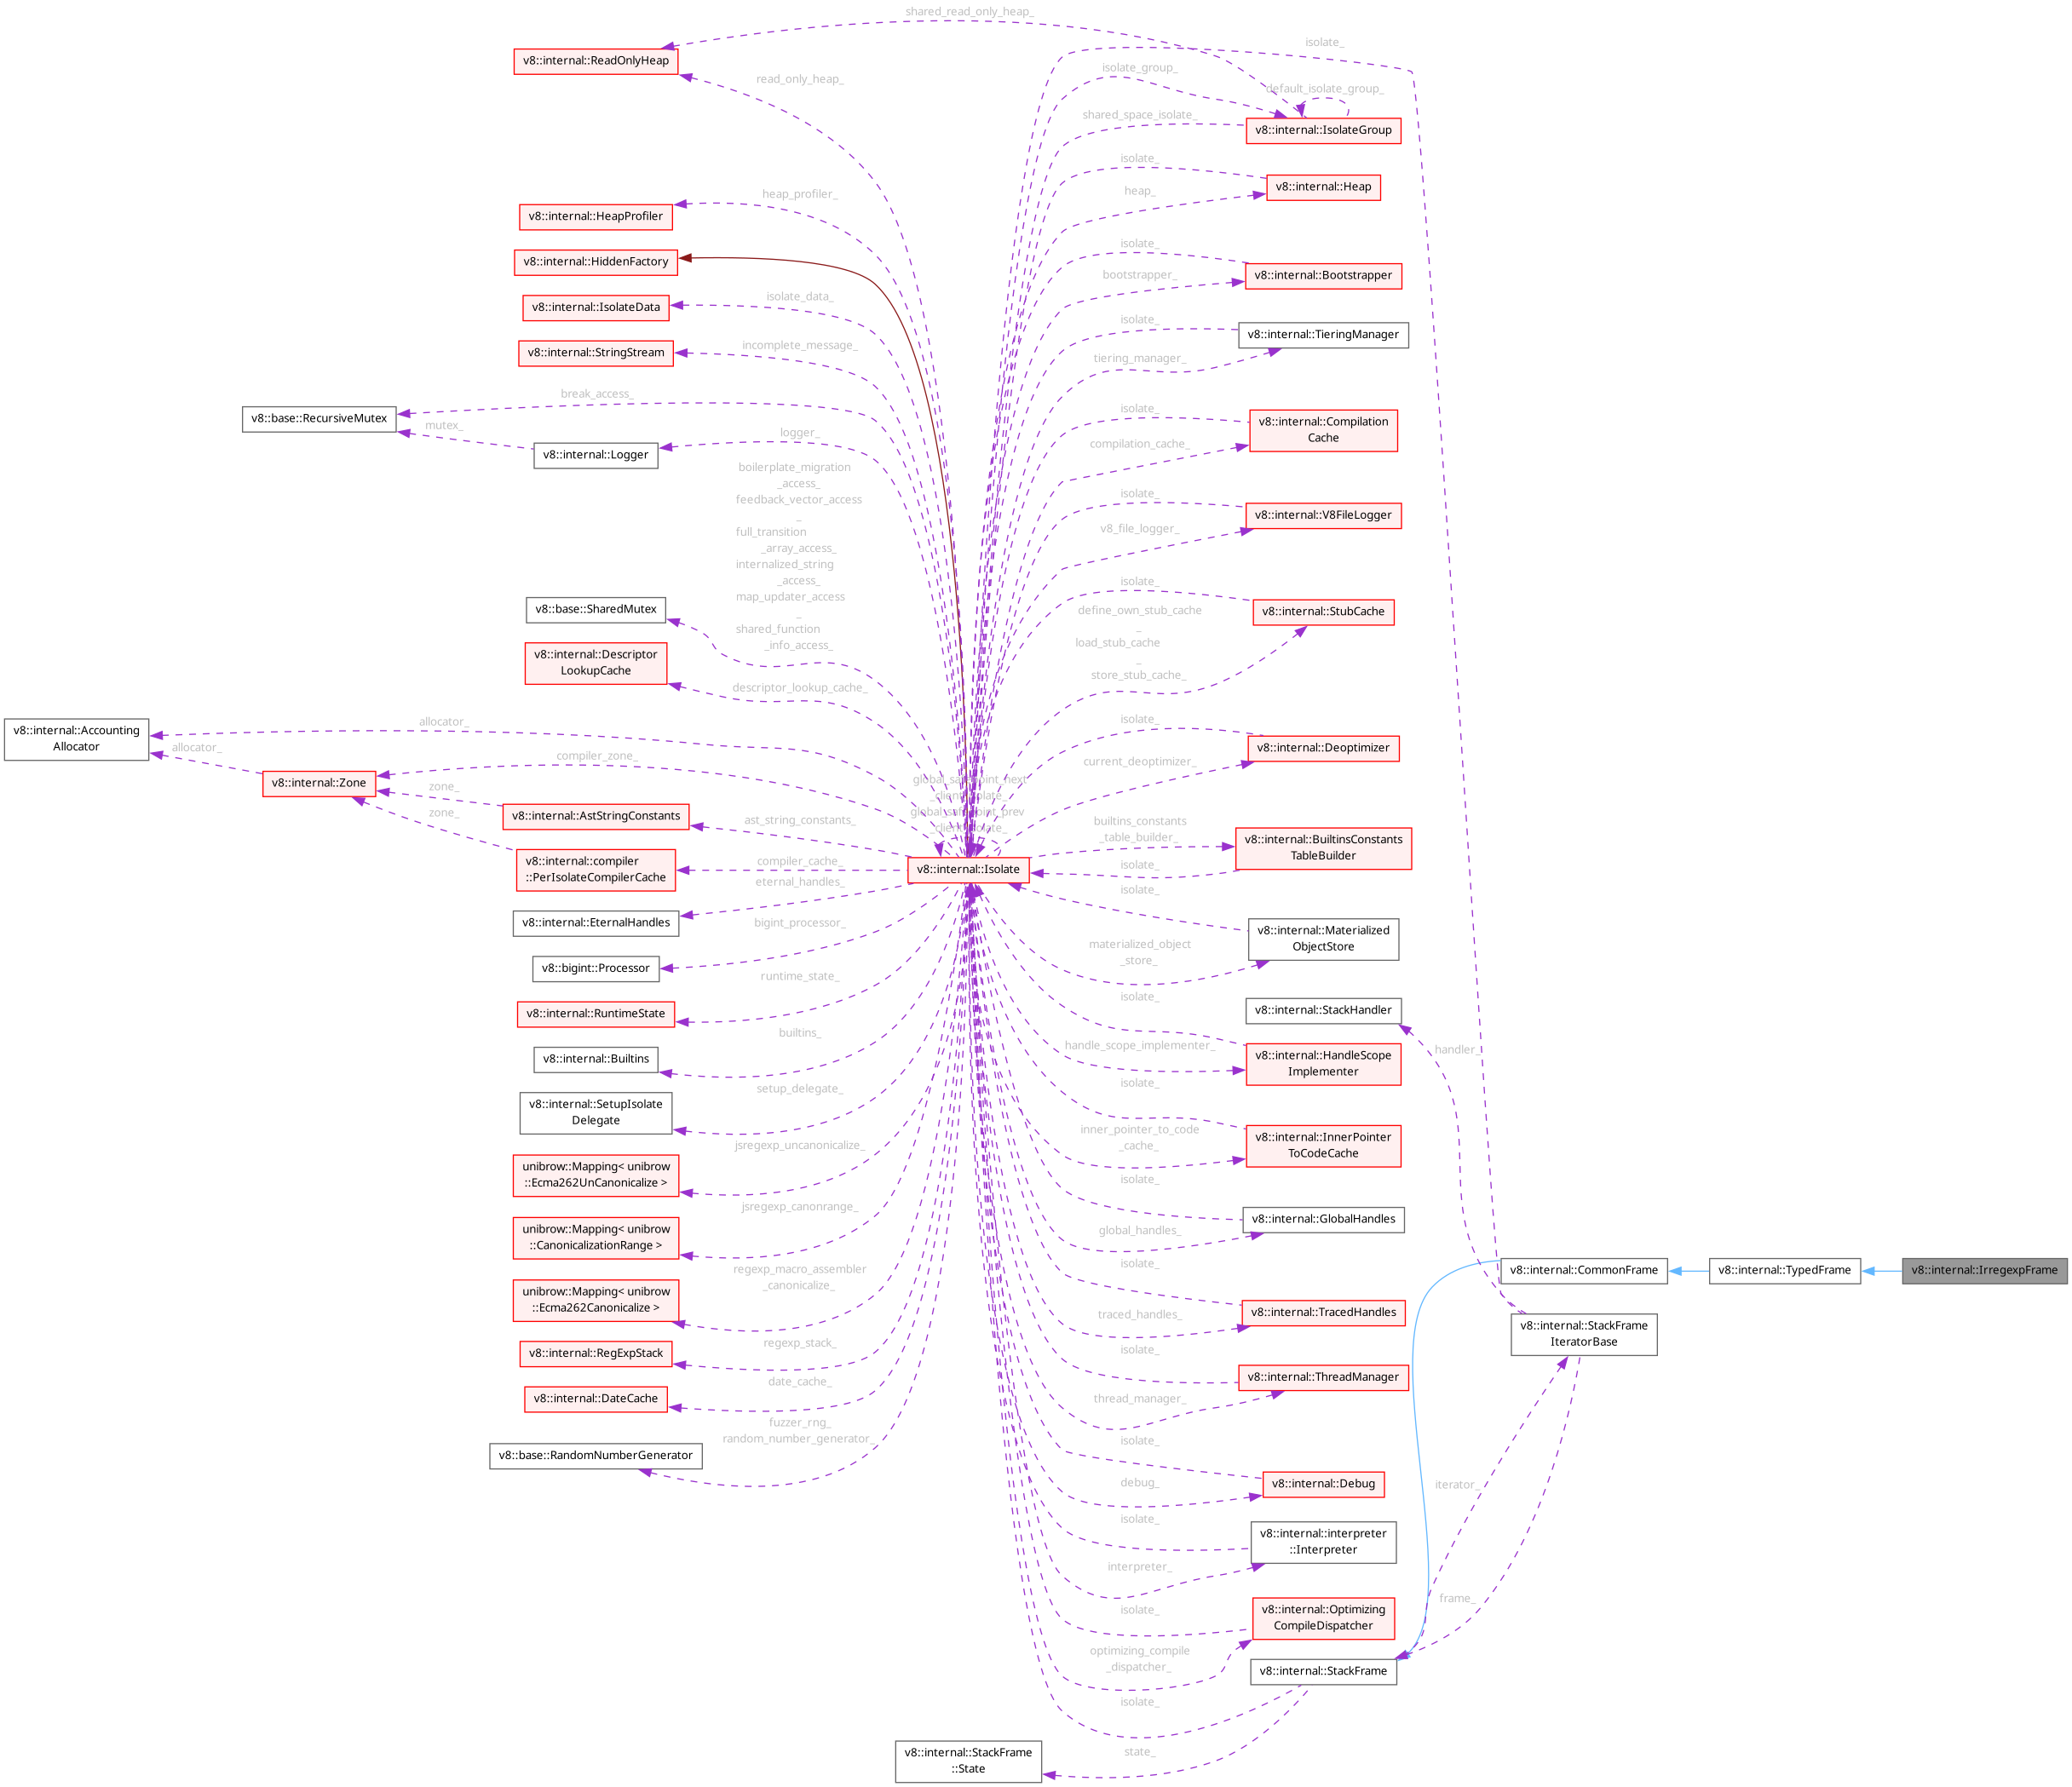 shared_read_only_heap_
isolate_
v8::internal::ReadOnlyHeap
read_only_heap_
isolate_group_
default_isolate_group_
shared_space_isolate_
v8::internal::IsolateGroup
isolate_
v8::internal::Heap
heap_
heap_profiler_
v8::internal::HeapProfiler
isolate_
v8::internal::HiddenFactory
bootstrapper_
v8::internal::Bootstrapper
isolate_data_
v8::internal::IsolateData
isolate_
v8::internal::TieringManager
incomplete_message_
v8::internal::StringStream
tiering_manager_
break_access_
v8::base::RecursiveMutex
mutex_
isolate_
v8::internal::Compilation
Cache
logger_
v8::internal::Logger
compilation_cache_
boilerplate_migration
_access_
feedback_vector_access
_
full_transition
_array_access_
internalized_string
_access_
map_updater_access
_
shared_function
_info_access_
isolate_
v8::internal::V8FileLogger
v8_file_logger_
v8::base::SharedMutex
isolate_
v8::internal::StubCache
define_own_stub_cache
_
load_stub_cache
_
store_stub_cache_
v8::internal::Descriptor
LookupCache
descriptor_lookup_cache_
v8::internal::Accounting
Allocator
allocator_
allocator_
isolate_
v8::internal::Deoptimizer
current_deoptimizer_
compiler_zone_
v8::internal::Zone
zone_
zone_
global_safepoint_next
_client_isolate_
global_safepoint_prev
_client_isolate_
v8::internal::AstStringConstants
ast_string_constants_
builtins_constants
_table_builder_
v8::internal::BuiltinsConstants
TableBuilder
isolate_
v8::internal::compiler
::PerIsolateCompilerCache
compiler_cache_
v8::internal::Isolate
eternal_handles_
v8::internal::EternalHandles
isolate_
v8::internal::Materialized
ObjectStore
materialized_object
_store_
bigint_processor_
v8::bigint::Processor
runtime_state_
v8::internal::RuntimeState
isolate_
v8::internal::StackHandler
handler_
builtins_
v8::internal::Builtins
handle_scope_implementer_
v8::internal::HandleScope
Implementer
setup_delegate_
v8::internal::SetupIsolate
Delegate
isolate_
inner_pointer_to_code
_cache_
v8::internal::InnerPointer
ToCodeCache
jsregexp_uncanonicalize_
unibrow::Mapping< unibrow
::Ecma262UnCanonicalize >
isolate_
v8::internal::GlobalHandles
global_handles_
jsregexp_canonrange_
unibrow::Mapping< unibrow
::CanonicalizationRange >
isolate_
v8::internal::CommonFrame
v8::internal::TypedFrame
v8::internal::IrregexpFrame
regexp_macro_assembler
_canonicalize_
unibrow::Mapping< unibrow
::Ecma262Canonicalize >
traced_handles_
v8::internal::TracedHandles
v8::internal::StackFrame
IteratorBase
regexp_stack_
v8::internal::RegExpStack
isolate_
v8::internal::ThreadManager
thread_manager_
date_cache_
v8::internal::DateCache
fuzzer_rng_
random_number_generator_
v8::base::RandomNumberGenerator
isolate_
debug_
v8::internal::Debug
iterator_
isolate_
v8::internal::interpreter
::Interpreter
interpreter_
isolate_
v8::internal::Optimizing
CompileDispatcher
frame_
optimizing_compile
_dispatcher_
v8::internal::StackFrame
isolate_
v8::internal::StackFrame
::State
state_